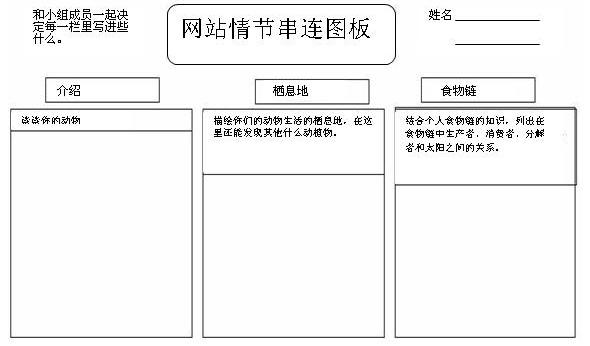 和小组成员一起决
定每一栏里写进些
什么。
网站情节串连图板
姓名
介绍
栖息地
食物链
谈谈你的动物
描绘你们的动物生活的栖息地，在这
里还能发现其他什么动植物。
结合个人食物链的知识，列出在
食物链中生产者、消费者、分解
者和太阳之间的关系。